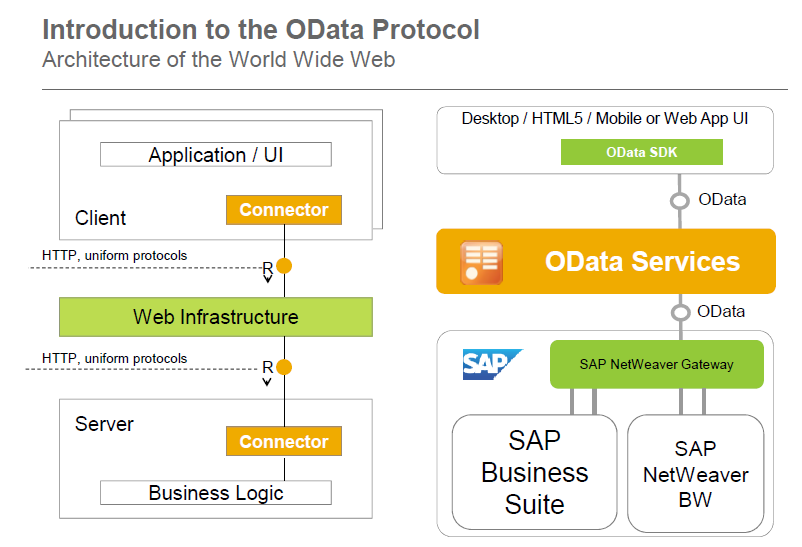 Introduction to the OData Protocol
Architecture of the World Wide Web
Application / UI
Connector
Client
HTTP, uniform protocols
R
Web Infrastructure
HTTP, uniform protocols
R
Server
Connector
Business Logic
Desktop / HTML5 / Mobile or Web App UI
OData SDK
OData
OData Services
OData
SAP
SAP NetWeaver Gateway
SAP
Business
Suite
SAP
NetWeaver
BW